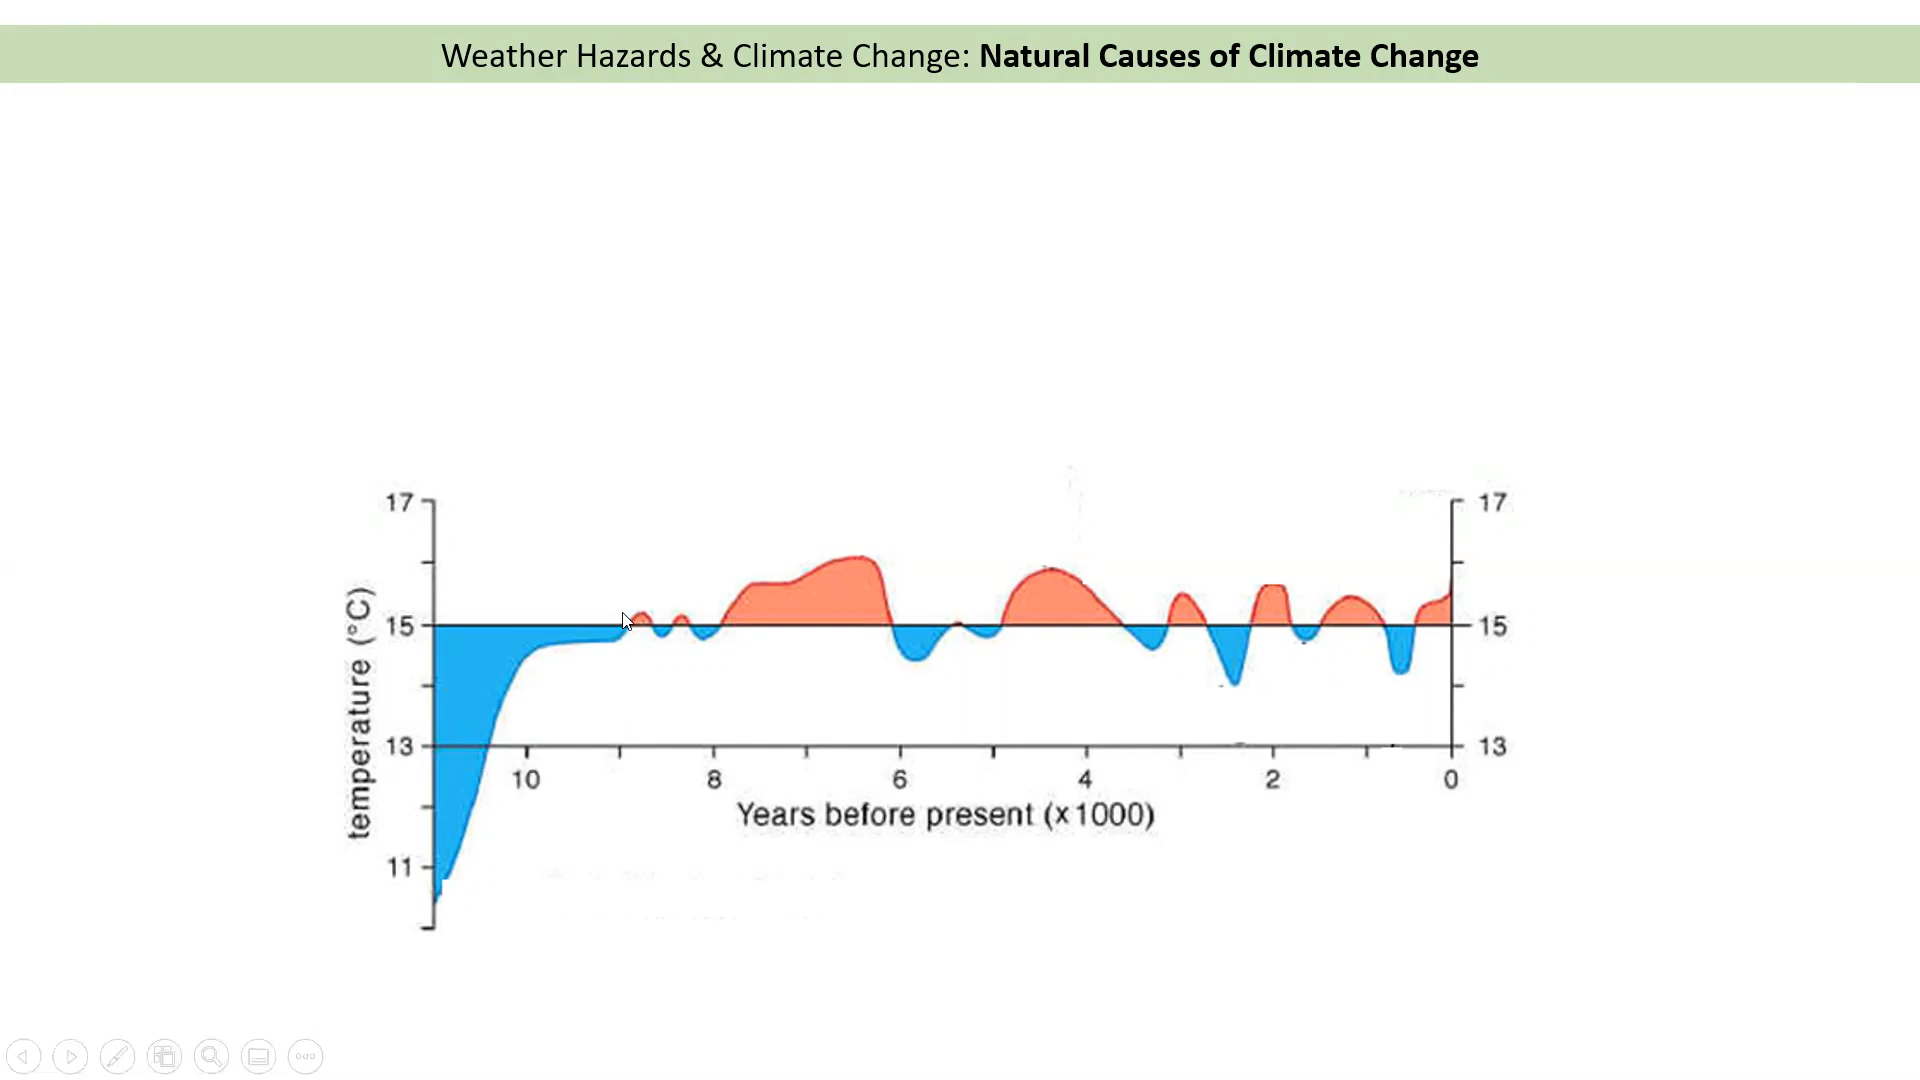 Weather Hazards & Climate Change: Natural Causes of Climate Change
17 17
15 15
13 13
11
temperature (°C)
10 8 6 4 2 0
Years before present (x1000)